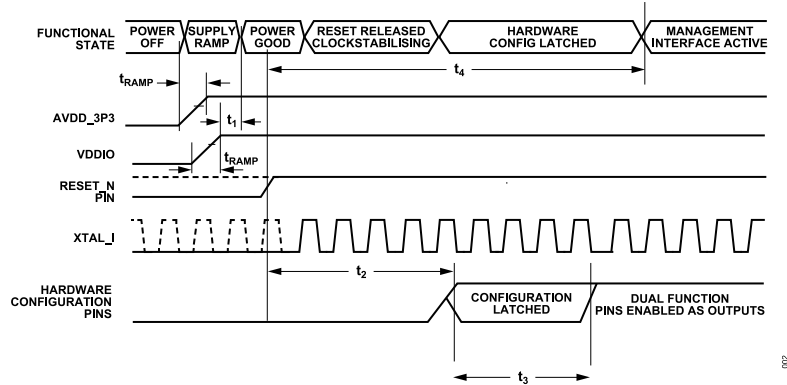 FUNCTIONAL
STATE
POWER
OFF
SUPPLY
RAMP
POWER
GOOD
RESET RELEASED
CLOCKSTABILISING
HARDWARE
CONFIG LATCHED
MANAGEMENT
INTERFACE ACTIVE
tRAMP
t4
AVDD_3P3
t1
VDDIO
tRAMP
RESET_N
PIN
XTAL_I
t2
HARDWARE
CONFIGURATION
PINS
CONFIGURATION
LATCHED
DUAL FUNCTION
PINS ENABLED AS OUTPUTS
t3
002